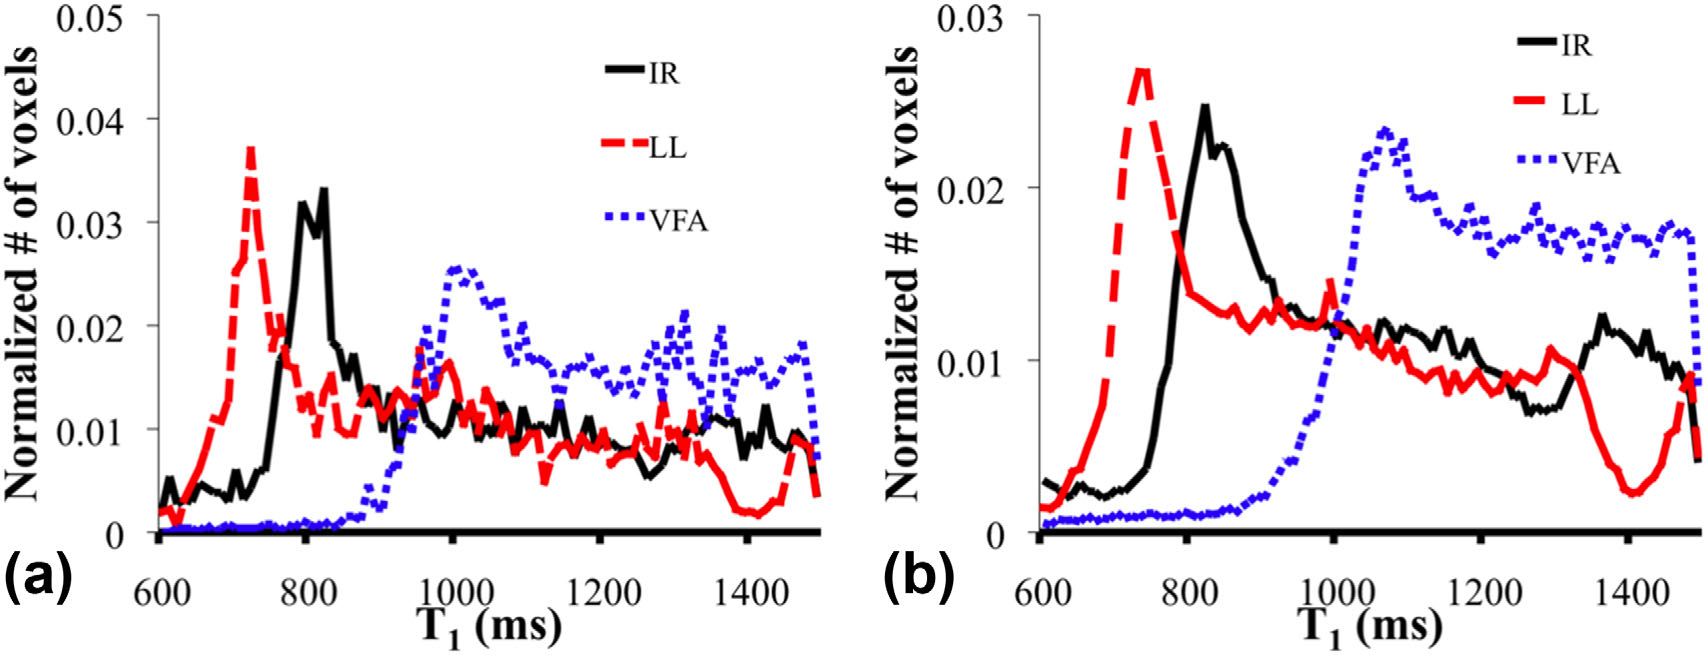 Normalized # of voxels
0.05
0.04
0.03
0.02
0.01
0
IR
LL
VFA
600 800 1000 1200 1400
T1 (ms)
(a)
Normalized # of voxels
0.03
0.02
0.01
0
IR
LL
VFA
600 800 1000 1200 1400
T1 (ms)
(b)